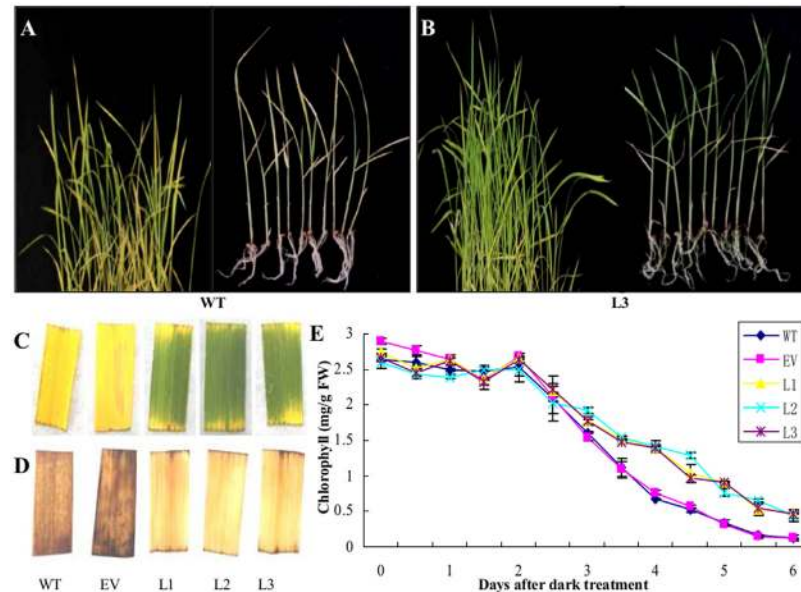 A
B
WT
L3
C
D
WT EV L1 L2 L3
E
Chlorophyll (mg/g FW)
3
2.5
2
1.5
1
0.5
0
0 1 2 3 4 5 6
Days after dark treatment
WT
EV
L1
L2
L3